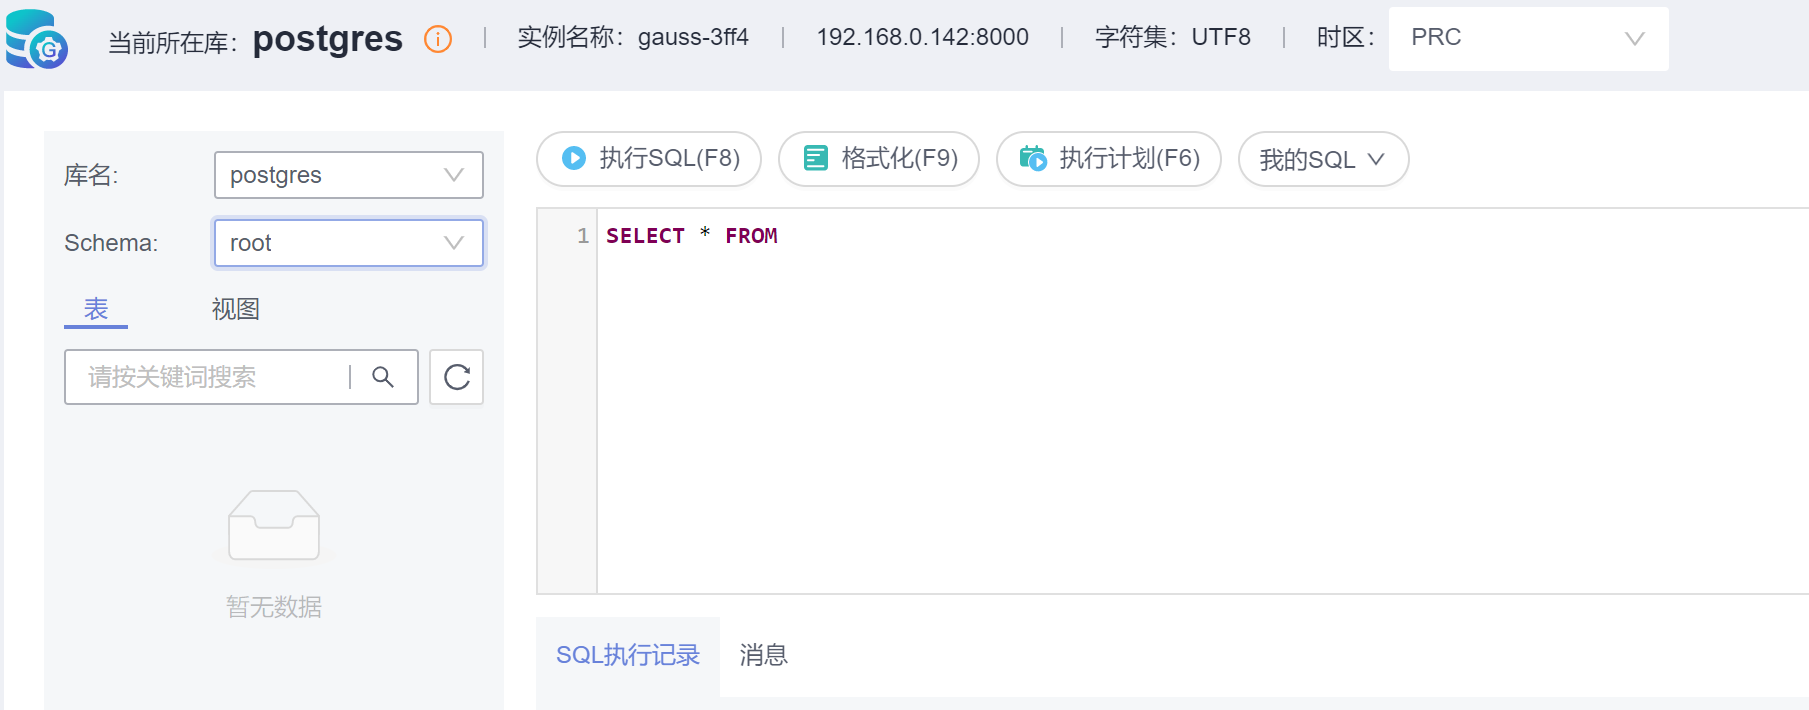 当前所在库：postgres 实例名称：gauss-3ff4 192.168.0.142:8000 字符集：UTF8 时区： PRC
执行SQL(F8) 格式化(F9) 执行计划(F6) 我的SQL
库名: postgres
Schema: root
表 视图
请按关键词搜索
暂无数据
1 SELECT * FROM
SQL执行记录 消息